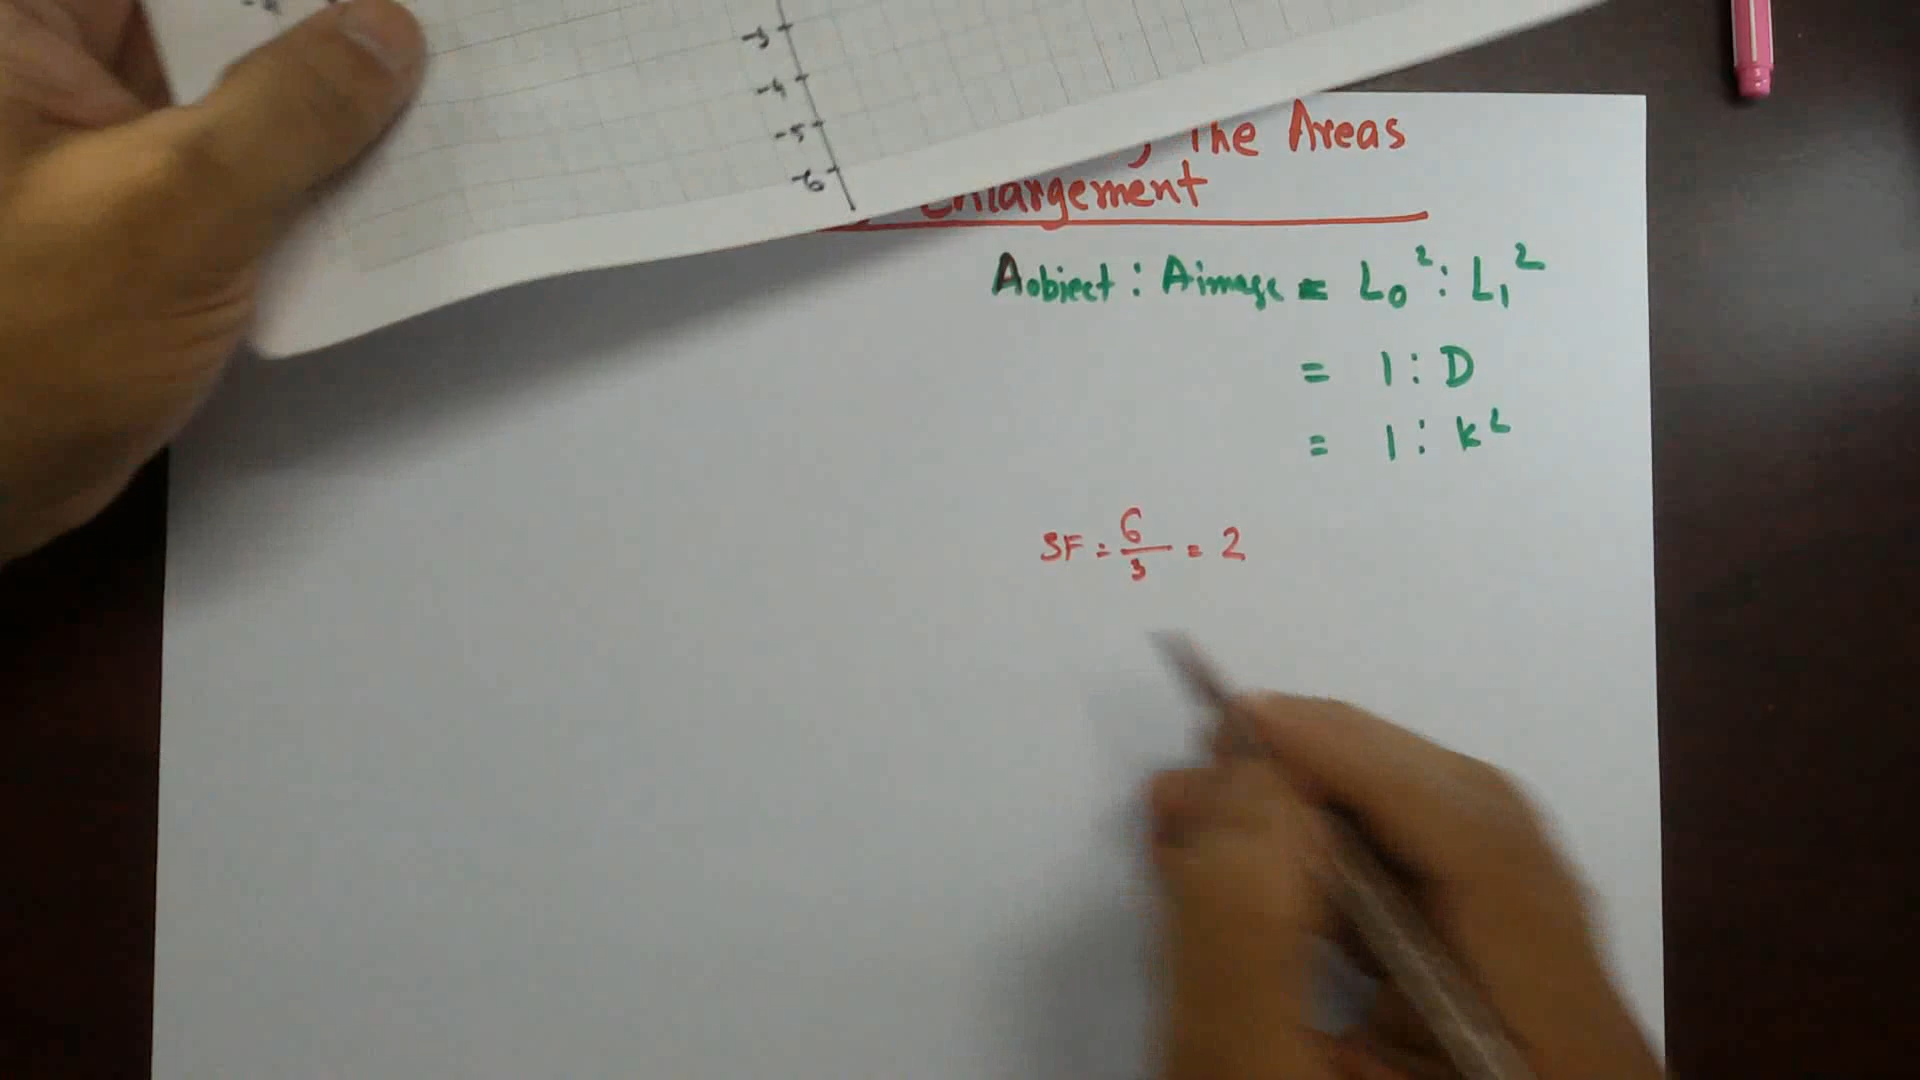 -3
-4
-5
-6
The Areas
Enlargement
Aobject : Aimage = L₀² : L₁²
= 1 : D
= 1 : k²
SF = 6/3 = 2